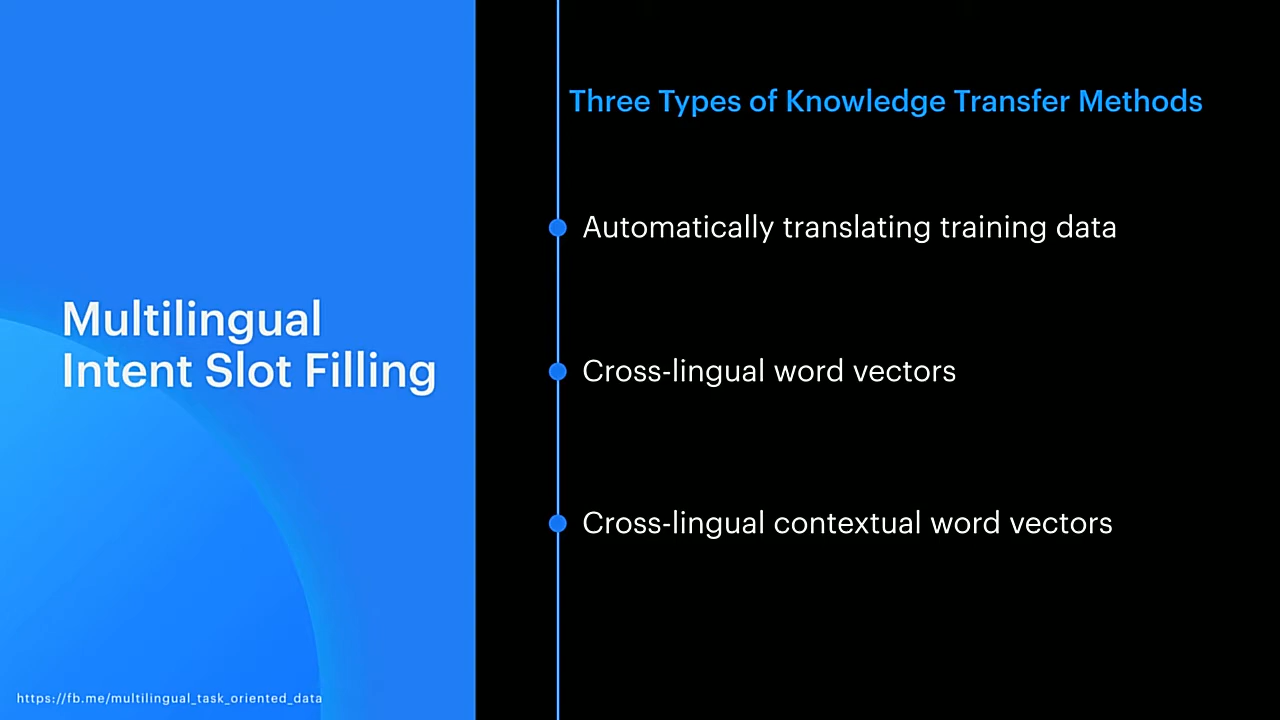 Multilingual
Intent Slot Filling
https://fb.me/multilingual_task_oriented_data
Three Types of Knowledge Transfer Methods
Automatically translating training data
Cross-lingual word vectors
Cross-lingual contextual word vectors